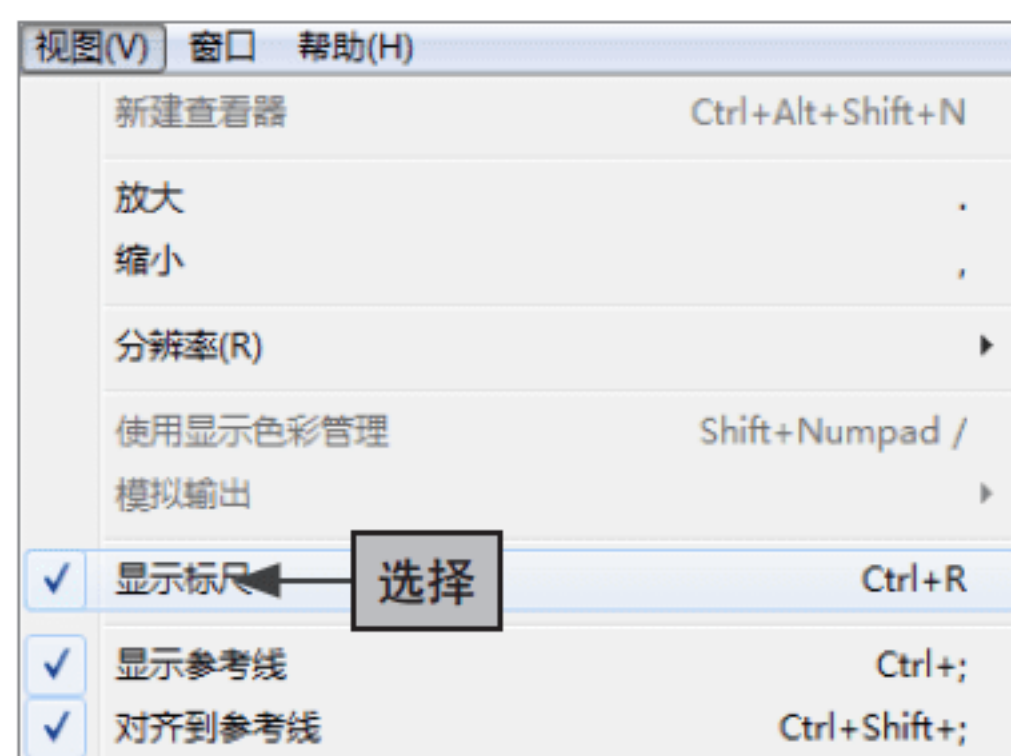 视图(V) 窗口 帮助(H)
新建查看器 Ctrl+Alt+Shift+N
放大 .
缩小 ,
分辨率(R)
使用显示色彩管理 Shift+Numpad /
模拟输出
显示标尺 选择 Ctrl+R
显示参考线 Ctrl+;
对齐到参考线 Ctrl+Shift+;